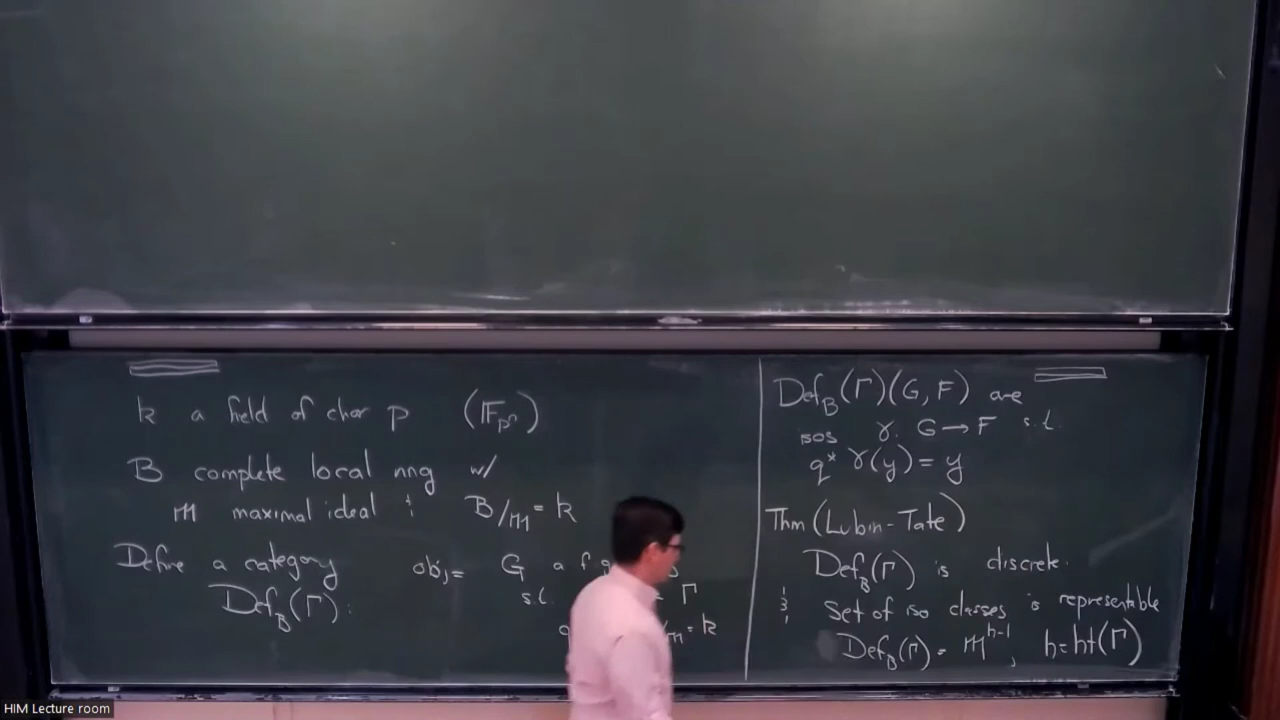 k a field of char p (𝔽_{pⁿ})
B complete local ring w/
𝔪 maximal ideal & B/𝔪 = k
Define a category
Def_B(Γ):
obj = G a f.g.
s.t. = Γ
q /𝔪 = k
Def_B(Γ)(G, F) are
isos γ: G → F s.t.
q* γ(y) = y
Thm (Lubin-Tate)
Def_B(Γ) is discrete.
& Set of iso classes is representable
Def_B(Γ) = 𝔪^{h-1}, h = ht(Γ)
HIM Lecture room